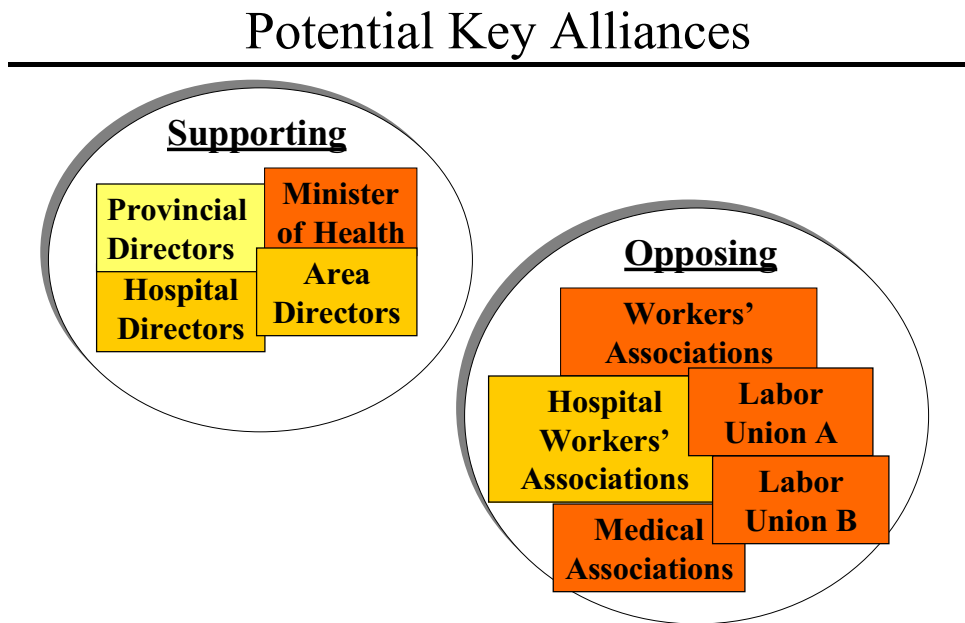 Potential Key Alliances
Supporting
Provincial
Directors
Minister
of Health
Hospital
Directors
Area
Directors
Opposing
Workers’
Associations
Hospital
Workers’
Associations
Labor
Union A
Labor
Union B
Medical
Associations